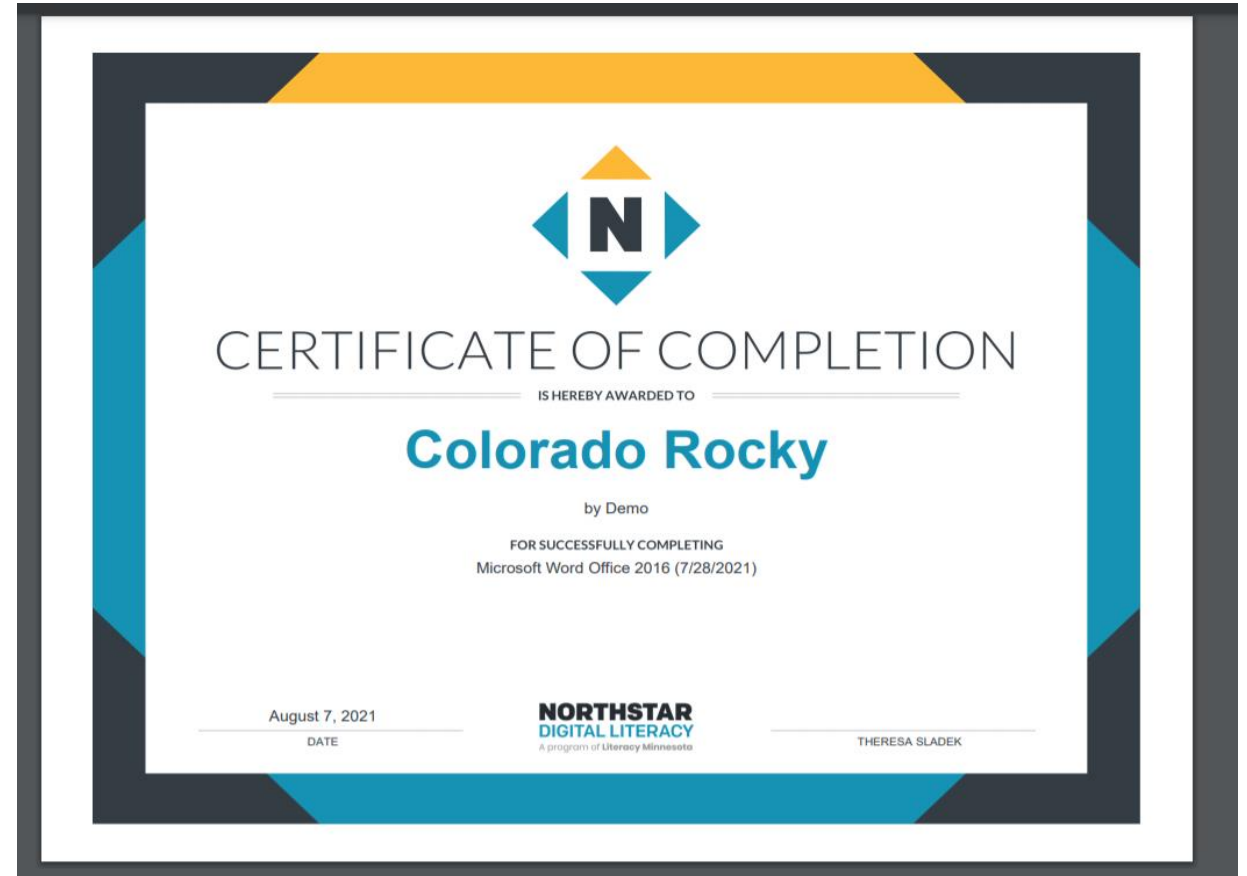 N
CERTIFICATE OF COMPLETION
IS HEREBY AWARDED TO
Colorado Rocky
by Demo
FOR SUCCESSFULLY COMPLETING
Microsoft Word Office 2016 (7/28/2021)
August 7, 2021
DATE
NORTHSTAR
DIGITAL LITERACY
A program of Literacy Minnesota
THERESA SLADEK